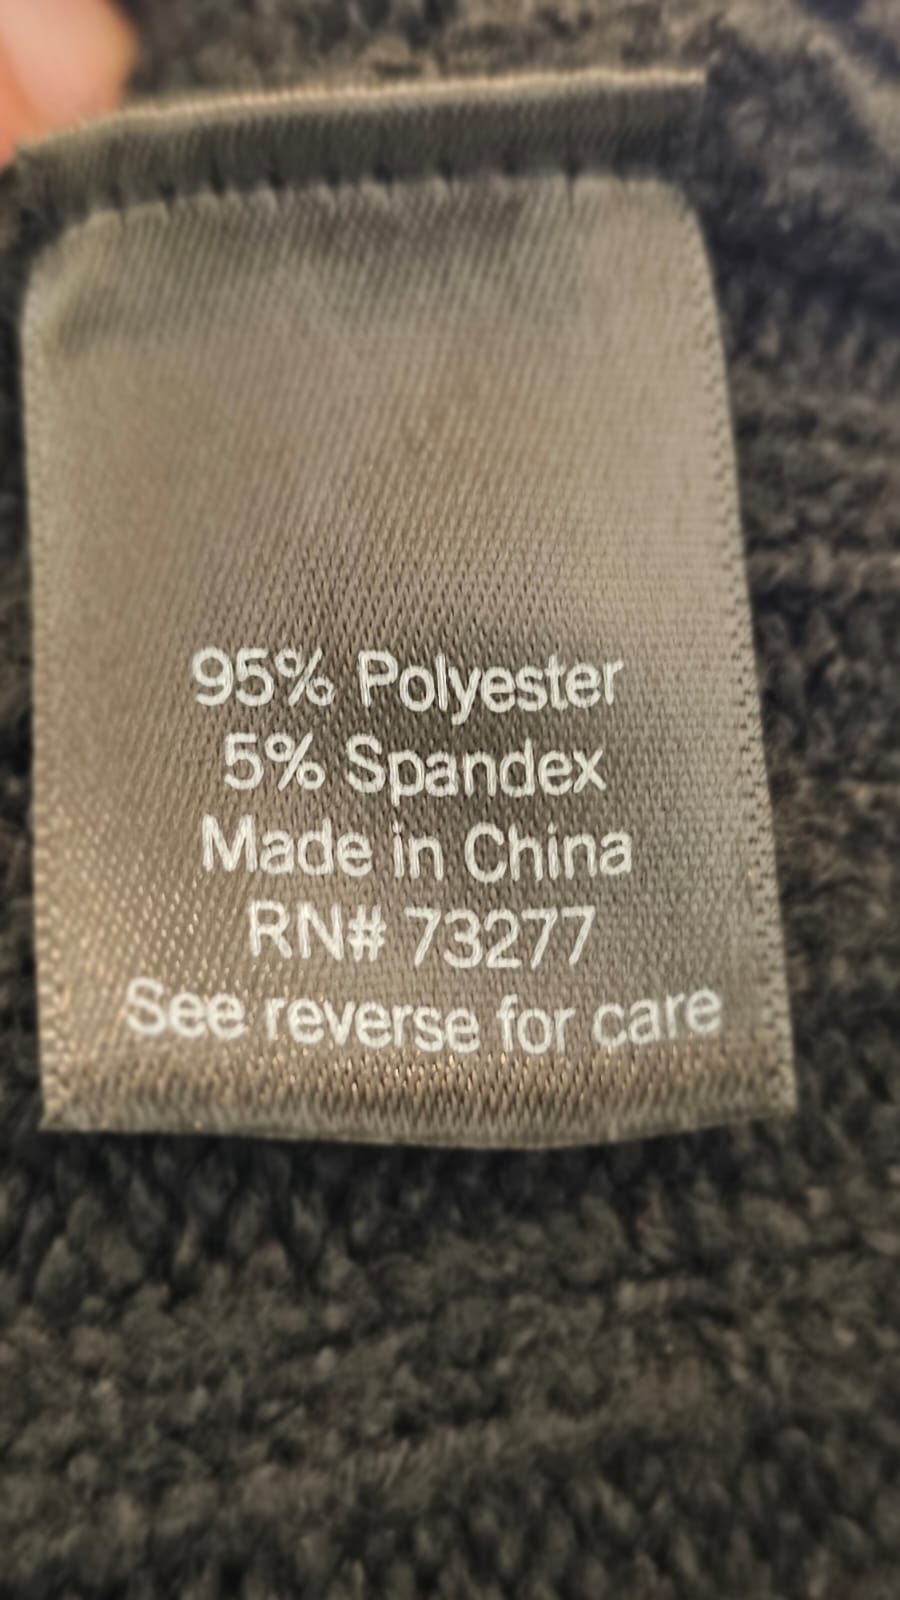 95% Polyester
5% Spandex
Made in China
RN# 73277
See reverse for care